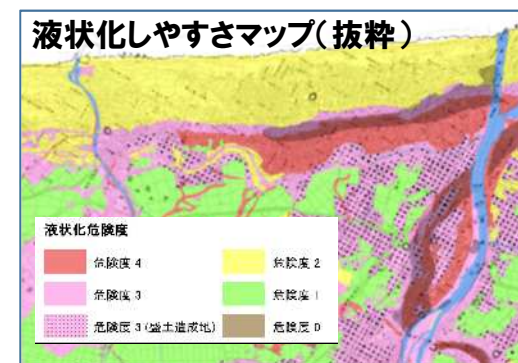 液状化しやすさマップ（抜粋）
液状化危険度
危険度 4
危険度 2
危険度 3
危険度 1
危険度 3（盛土造成地）
危険度 0